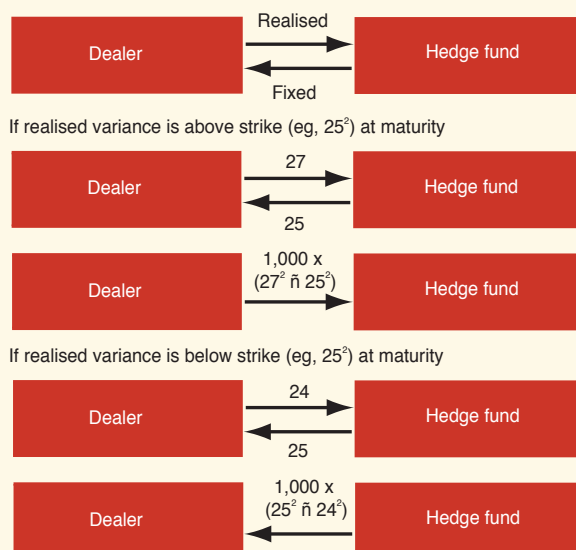 Realised
Dealer
Hedge fund
Fixed
If realised variance is above strike (eg, 25²) at maturity
27
Dealer
Hedge fund
25
1,000 x
(27² ñ 25²)
Dealer
Hedge fund
If realised variance is below strike (eg, 25²) at maturity
24
Dealer
Hedge fund
25
1,000 x
(25² ñ 24²)
Dealer
Hedge fund